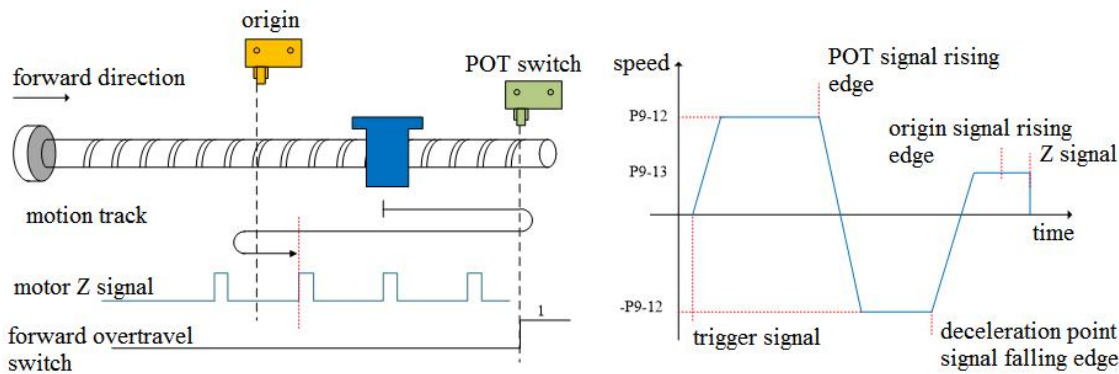 origin
forward direction
POT switch
motion track
motor Z signal
forward overtravel
switch
1
speed
POT signal rising
edge
P9-12
origin signal rising
edge
Z signal
P9-13
time
-P9-12
trigger signal
deceleration point
signal falling edge